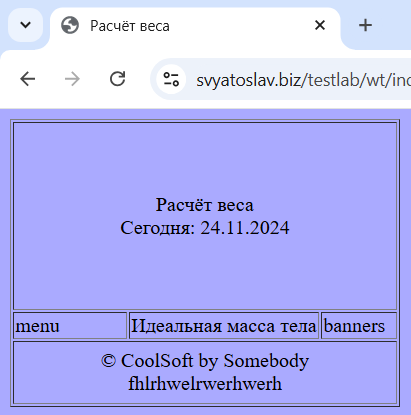 Расчёт веса
svyatoslav.biz/testlab/wt/ind
Расчёт веса
Сегодня: 24.11.2024
menu
Идеальная масса тела
banners
© CoolSoft by Somebody
fhlrhwelrwerhwerh